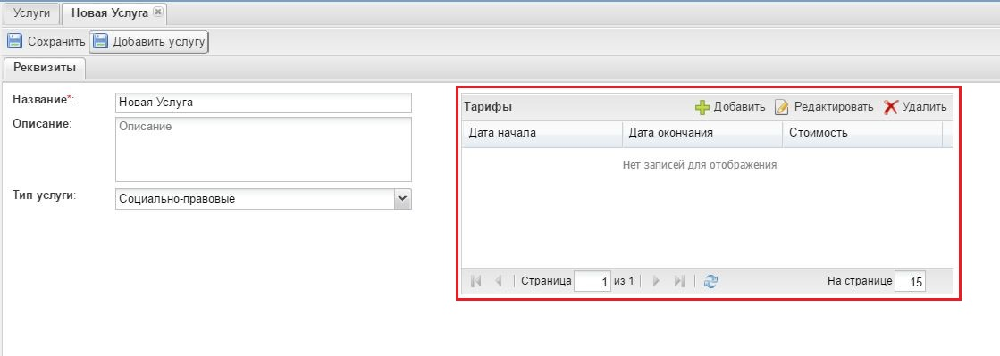 Услуги Новая Услуга
Сохранить Добавить услугу
Реквизиты
Название*: Новая Услуга
Описание: Описание
Тип услуги: Социально-правовые
Тарифы Добавить Редактировать Удалить
Дата начала Дата окончания Стоимость
Нет записей для отображения
Страница 1 из 1 На странице 15